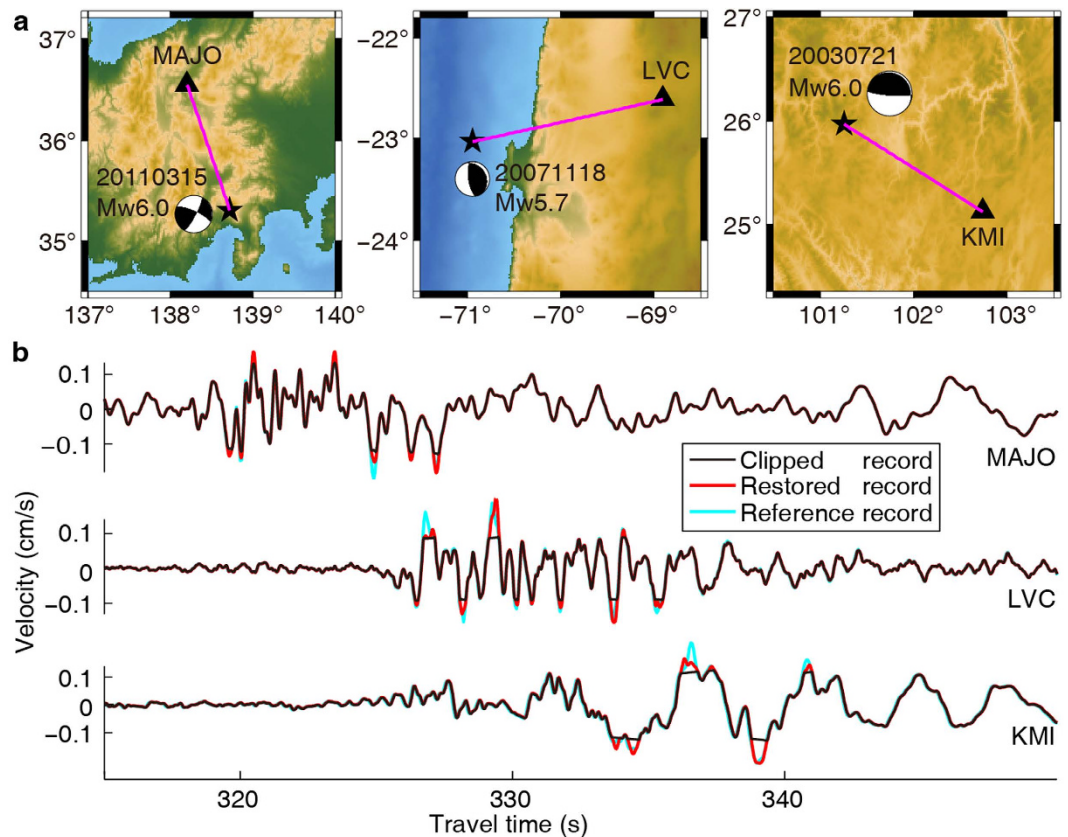 a
37°
36°
35°
137°
138°
139°
140°
MAJO
20110315
Mw6.0
−22°
−23°
−24°
−71°
−70°
−69°
LVC
20071118
Mw5.7
27°
26°
25°
101°
102°
103°
20030721
Mw6.0
KMI
b
Velocity (cm/s)
0.1
0
−0.1
MAJO
Clipped record
Restored record
Reference record
0.1
0
−0.1
LVC
0.1
0
−0.1
KMI
320
330
340
Travel time (s)